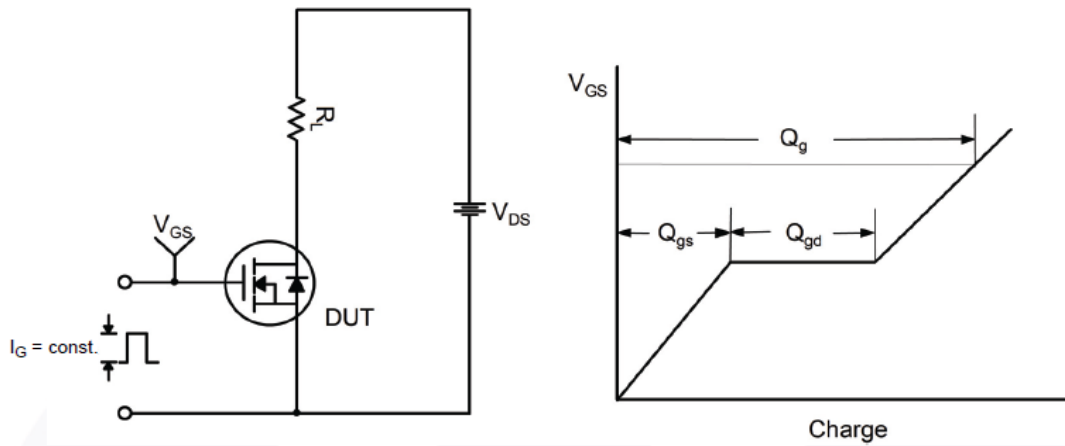 R_L
V_GS
V_DS
DUT
I_G = const.
V_GS
Q_g
Q_gs
Q_gd
Charge